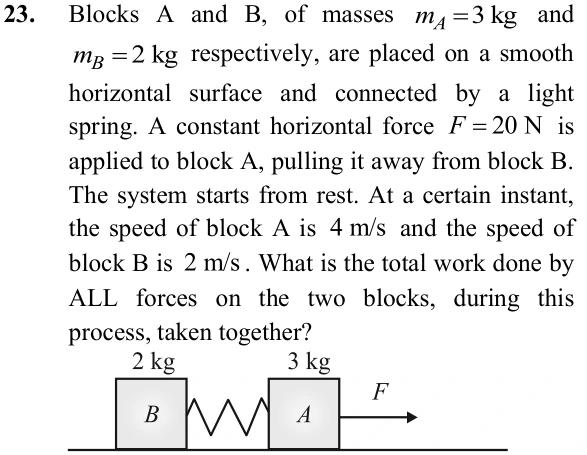 23. Blocks A and B, of masses m_A = 3 kg and
m_B = 2 kg respectively, are placed on a smooth
horizontal surface and connected by a light
spring. A constant horizontal force F = 20 N is
applied to block A, pulling it away from block B.
The system starts from rest. At a certain instant,
the speed of block A is 4 m/s and the speed of
block B is 2 m/s. What is the total work done by
ALL forces on the two blocks, during this
process, taken together?
2 kg 3 kg
F
B A